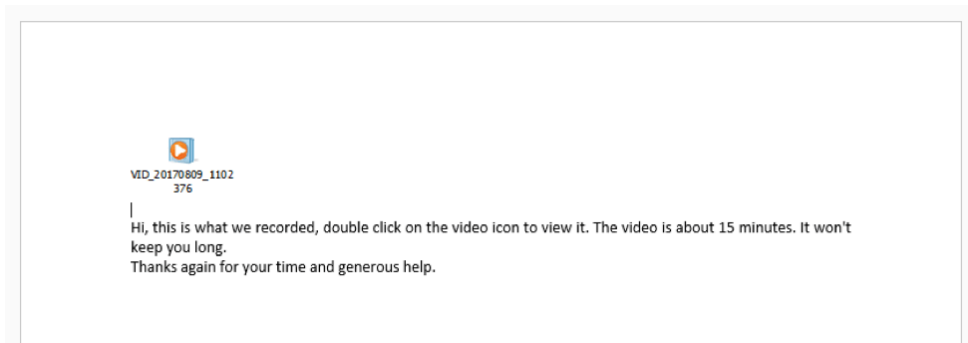 VID_20170809_1102
376
Hi, this is what we recorded, double click on the video icon to view it. The video is about 15 minutes. It won't
keep you long.
Thanks again for your time and generous help.